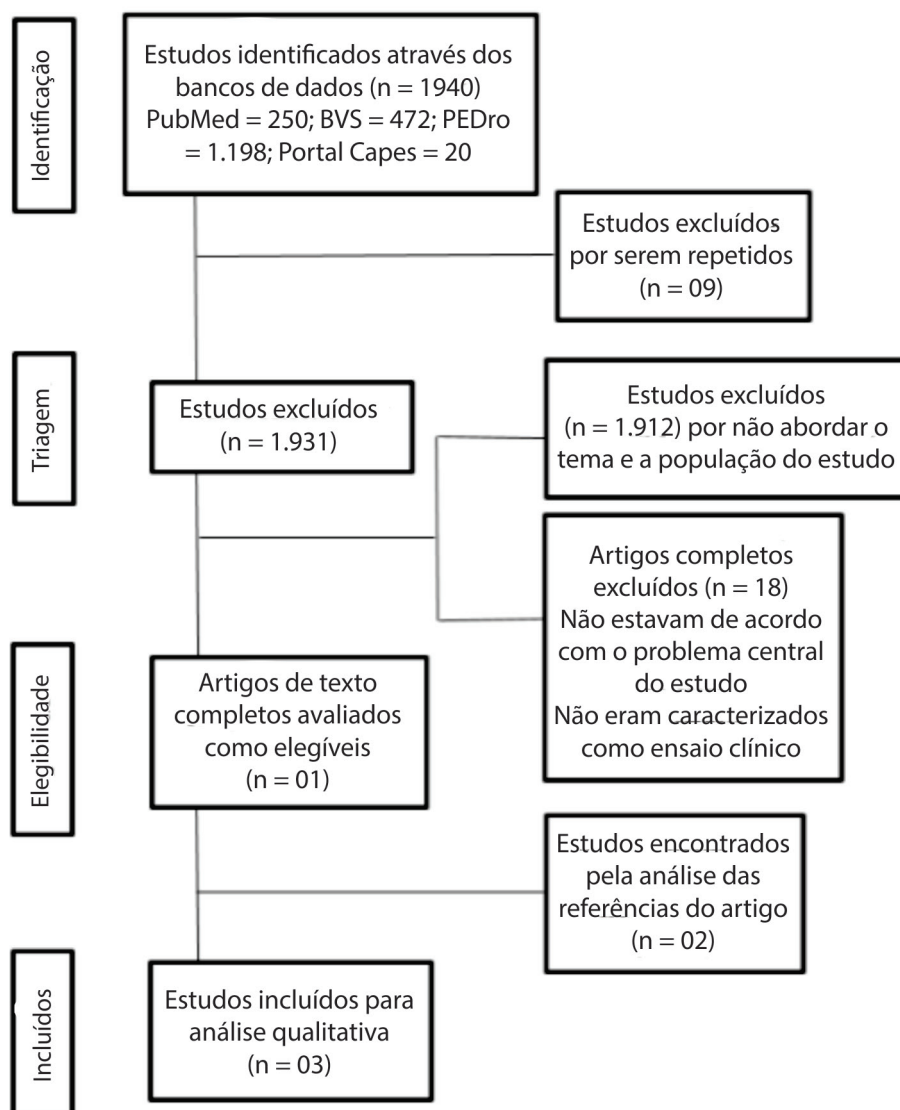 Identificação
Estudos identificados através dos
bancos de dados (n = 1940)
PubMed = 250; BVS = 472; PEDro
= 1.198; Portal Capes = 20
Estudos excluídos
por serem repetidos
(n = 09)
Triagem
Estudos excluídos
(n = 1.931)
Estudos excluídos
(n = 1.912) por não abordar o
tema e a população do estudo
Artigos completos
excluídos (n = 18)
Não estavam de acordo
com o problema central
do estudo
Não eram caracterizados
como ensaio clínico
Elegibilidade
Artigos de texto
completos avaliados
como elegíveis
(n = 01)
Estudos encontrados
pela análise das
referências do artigo
(n = 02)
Incluídos
Estudos incluídos para
análise qualitativa
(n = 03)